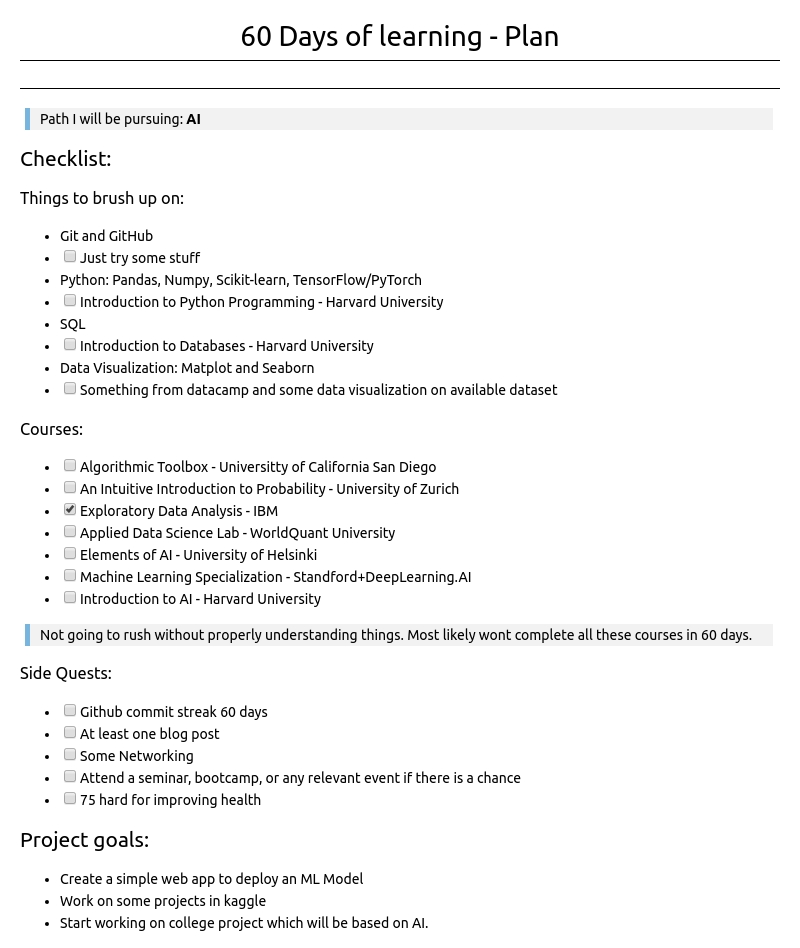 60 Days of learning - Plan
Path I will be pursuing: AI
Checklist:
Things to brush up on:
Git and GitHub
Just try some stuff
Python: Pandas, Numpy, Scikit-learn, TensorFlow/PyTorch
Introduction to Python Programming - Harvard University
SQL
Introduction to Databases - Harvard University
Data Visualization: Matplot and Seaborn
Something from datacamp and some data visualization on available dataset
Courses:
Algorithmic Toolbox - Universitty of California San Diego
An Intuitive Introduction to Probability - University of Zurich
Exploratory Data Analysis - IBM
Applied Data Science Lab - WorldQuant University
Elements of AI - University of Helsinki
Machine Learning Specialization - Standford+DeepLearning.AI
Introduction to AI - Harvard University
Not going to rush without properly understanding things. Most likely wont complete all these courses in 60 days.
Side Quests:
Github commit streak 60 days
At least one blog post
Some Networking
Attend a seminar, bootcamp, or any relevant event if there is a chance
75 hard for improving health
Project goals:
Create a simple web app to deploy an ML Model
Work on some projects in kaggle
Start working on college project which will be based on AI.